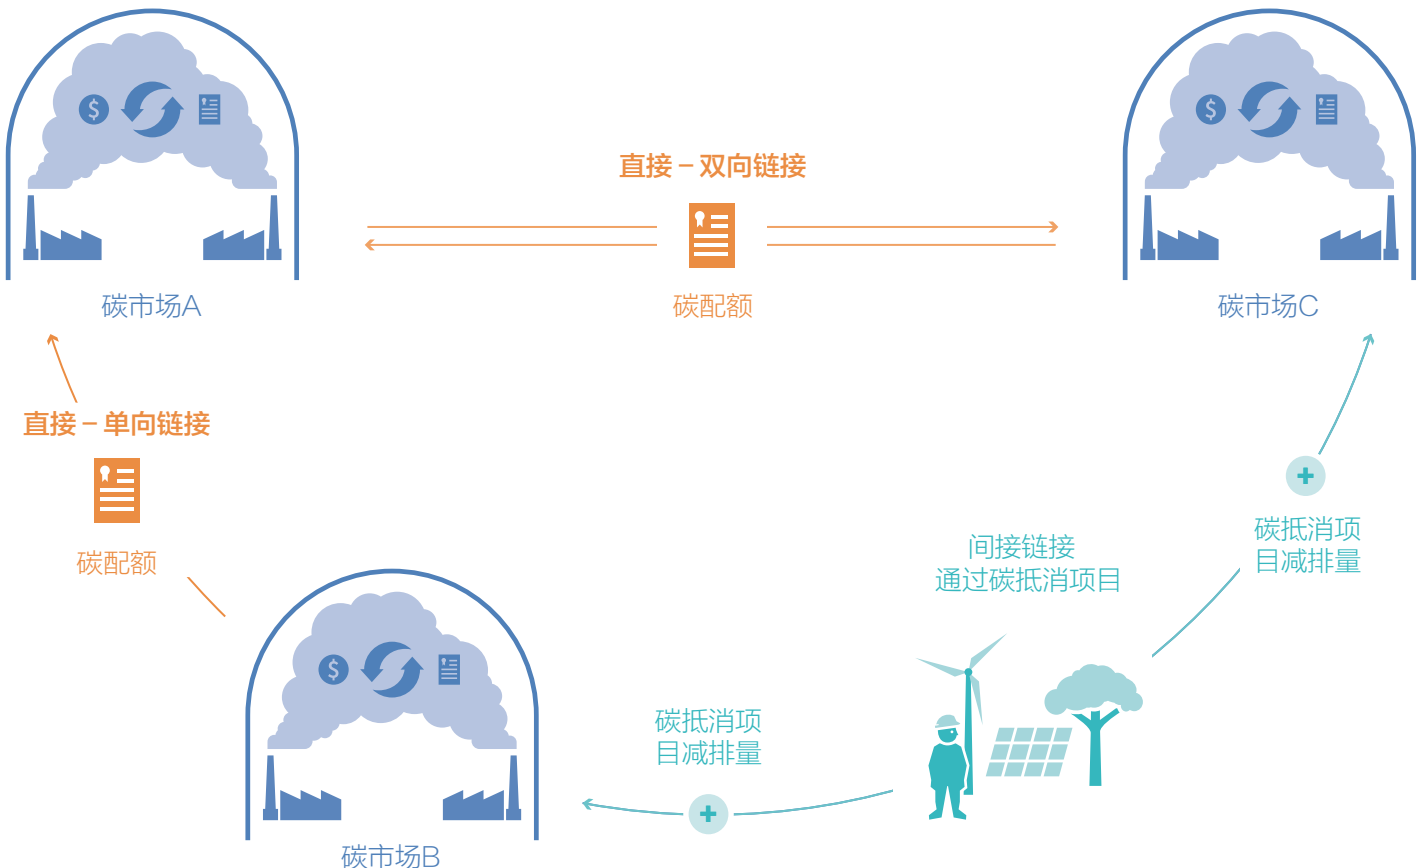 直接 – 双向链接
碳配额
碳市场A
碳市场C
直接 – 单向链接
碳配额
碳抵消项
目减排量
间接链接
通过碳抵消项目
碳抵消项
目减排量
碳市场B